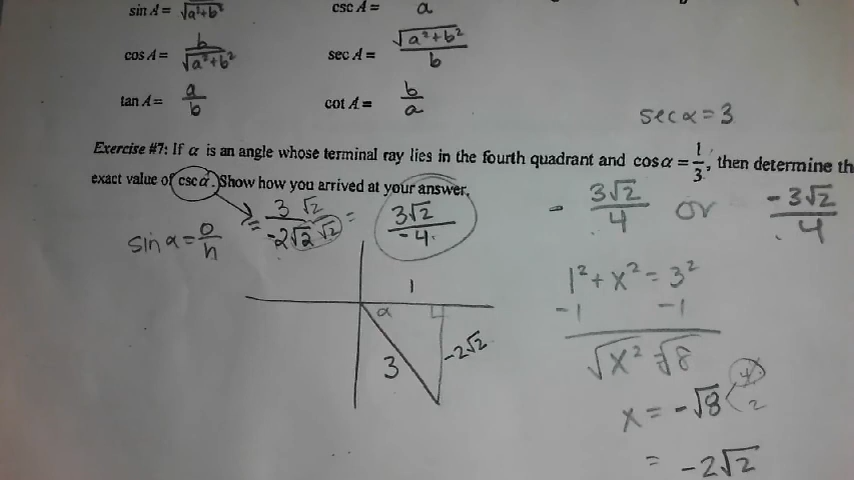 sin A = a/√(a²+b²) csc A = a
cos A = b/√(a²+b²) sec A = √(a²+b²)/b
tan A = a/b cot A = b/a
sec α = 3
Exercise #7: If α is an angle whose terminal ray lies in the fourth quadrant and cos α = 1/3, then determine th
exact value of csc α. Show how you arrived at your answer.
sin α = o/h
= 3 √2 / -2√2 √2 = 3√2 / -4
- 3√2/4 or -3√2/4
1
α
3
-2√2
1² + x² = 3²
-1 -1
√x² = √8
x = -√8 4 2
= -2√2